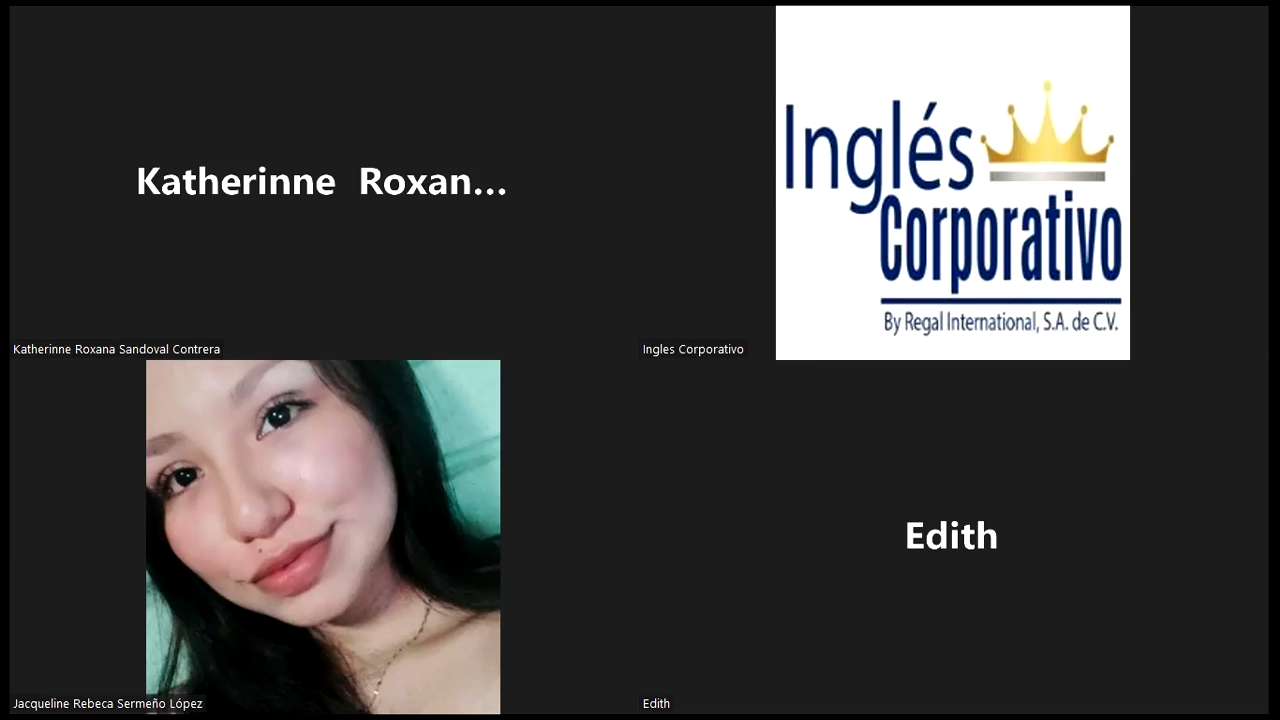 Katherinne Roxan...
Katherinne Roxana Sandoval Contrera
Inglés
Corporativo
By Regal International, S.A. de C.V.
Ingles Corporativo
Jacqueline Rebeca Sermeño López
Edith
Edith